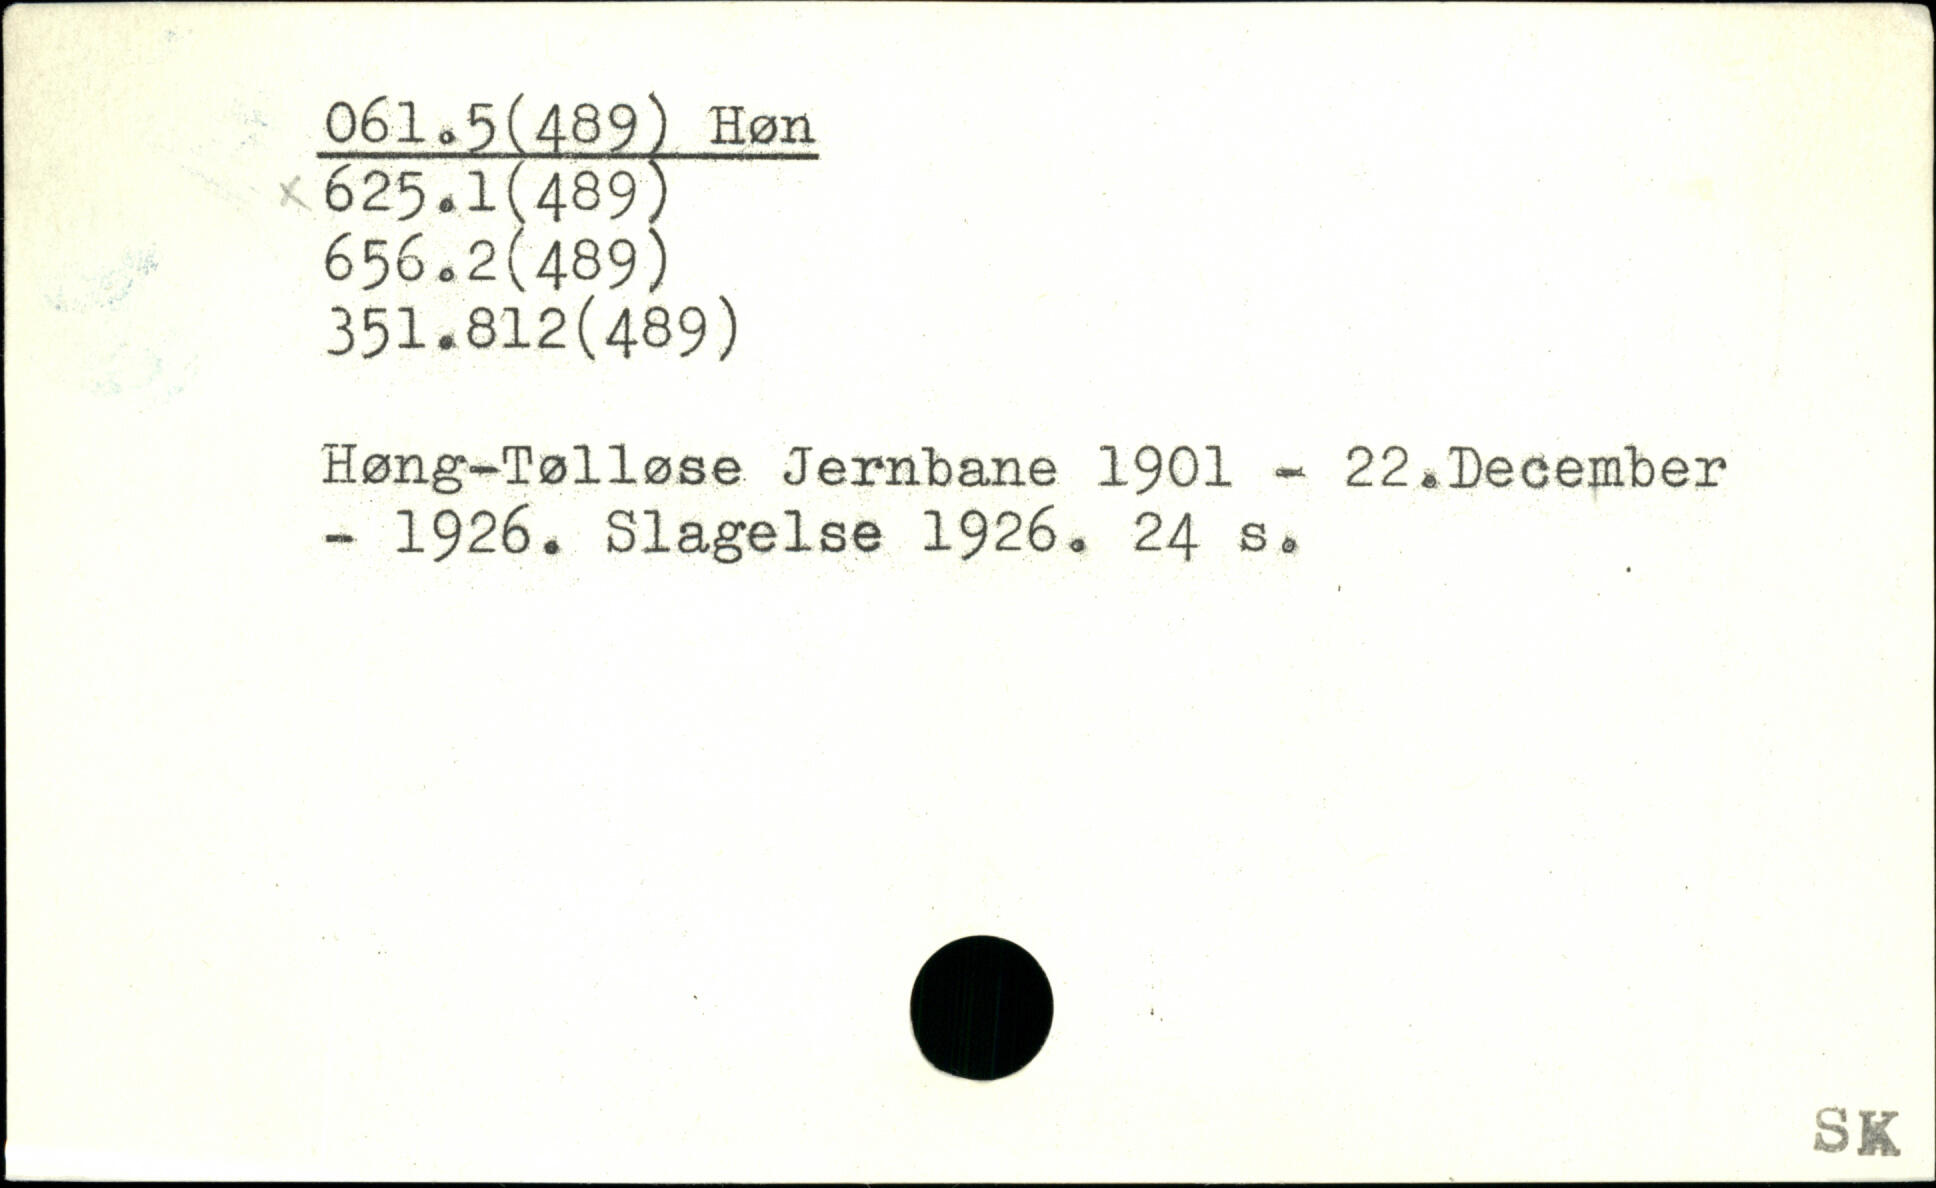 061.5(489) Høn
x 625.1(489)
656.2(489)
351.812(489)
Høng-Tølløse Jernbane 1901 - 22.December
- 1926. Slagelse 1926. 24 s.
SK